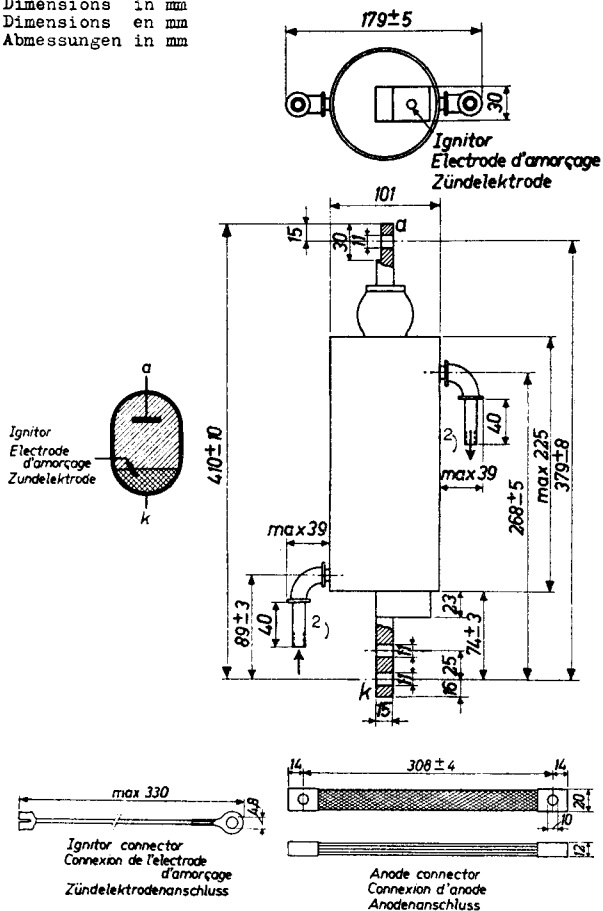 Dimensions in mm
Dimensions en mm
Abmessungen in mm
179±5
30
Ignitor
Electrode d'amorçage
Zündelektrode
101
15
30
11
a
410±10
a
Ignitor
Electrode
d'amorçage
Zundelektrode
k
40
2)
max 39
268±5
max 225
379±8
max 39
89±3
40
2)
23
74±3
11
25
11
16
k
15
max 330
4,8
Ignitor connector
Connexion de l'electrode
d'amorçage
Zündelektrodenanschluss
14
308±4
14
20
10
12
Anode connector
Connexion d'anode
Anodenanschluss